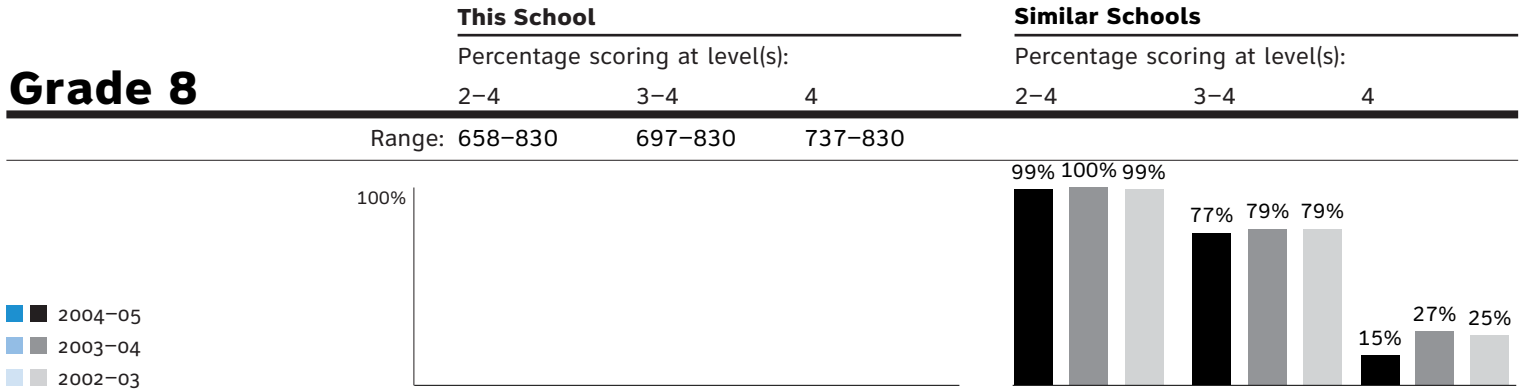 This School Similar Schools
Percentage scoring at level(s): Percentage scoring at level(s):
Grade 8 2–4 3–4 4 2–4 3–4 4
Range: 658–830 697–830 737–830
99% 100% 99%
100%
77% 79% 79%
2004–05
27% 25%
15%
2003–04
2002–03